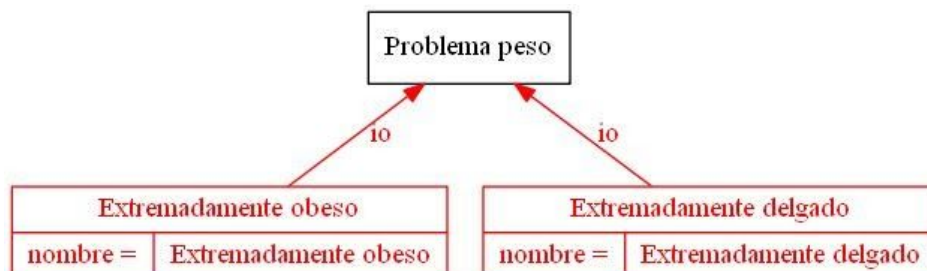 Problema peso
io
io
Extremadamente obeso
Extremadamente delgado
nombre =
Extremadamente obeso
nombre =
Extremadamente delgado